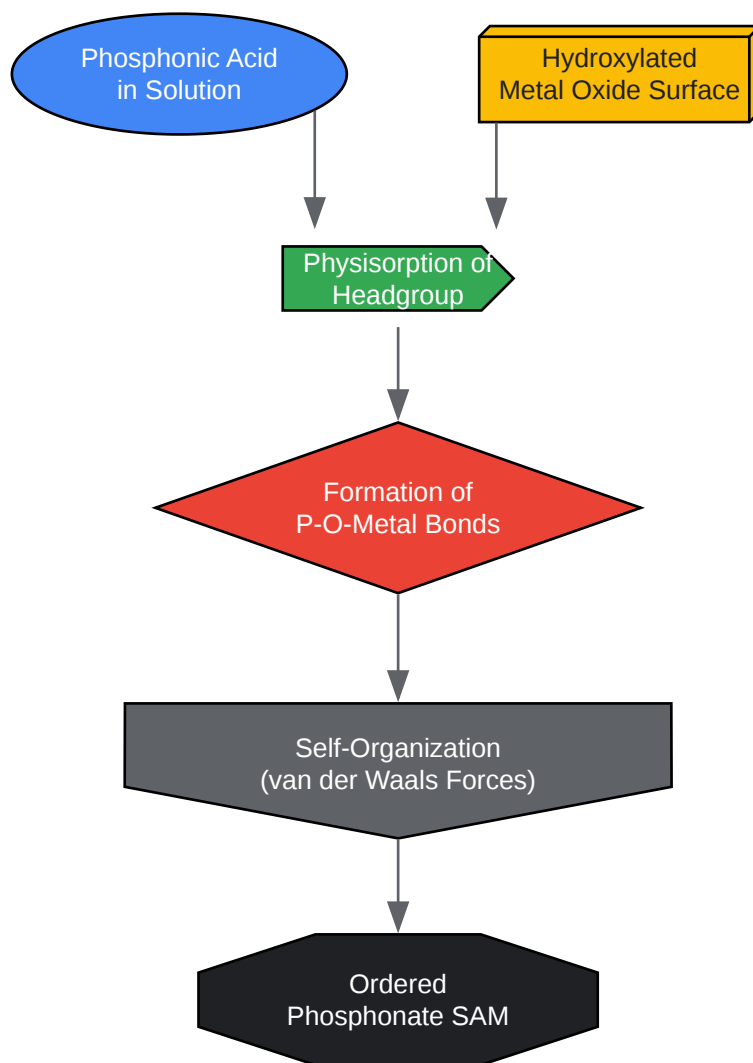 Phosphonic Acid
in Solution
Hydroxylated
Metal Oxide Surface
Physisorption of
Headgroup
Formation of
P-O-Metal Bonds
Self-Organization
(van der Waals Forces)
Ordered
Phosphonate SAM